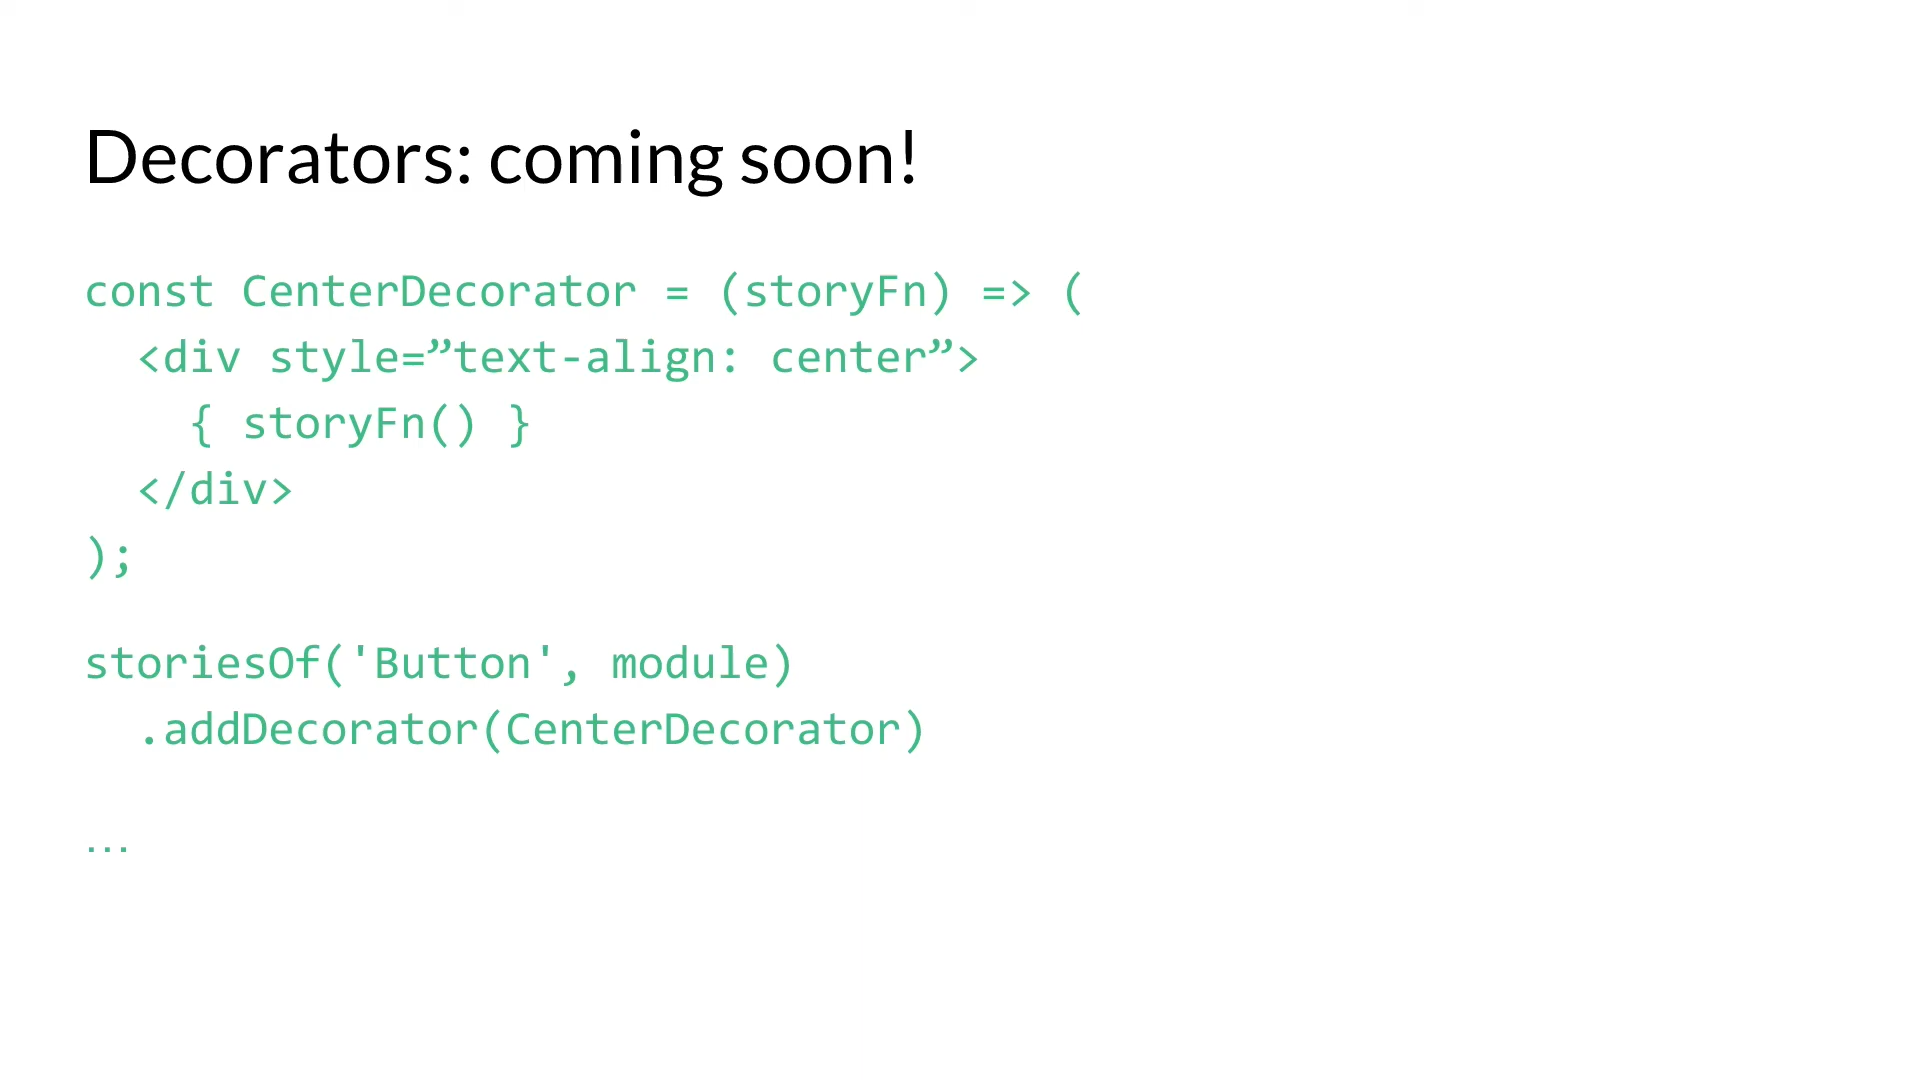 Decorators: coming soon!
const CenterDecorator = (storyFn) => (
  <div style=”text-align: center”>
    { storyFn() }
  </div>
);
storiesOf('Button', module)
  .addDecorator(CenterDecorator)
…